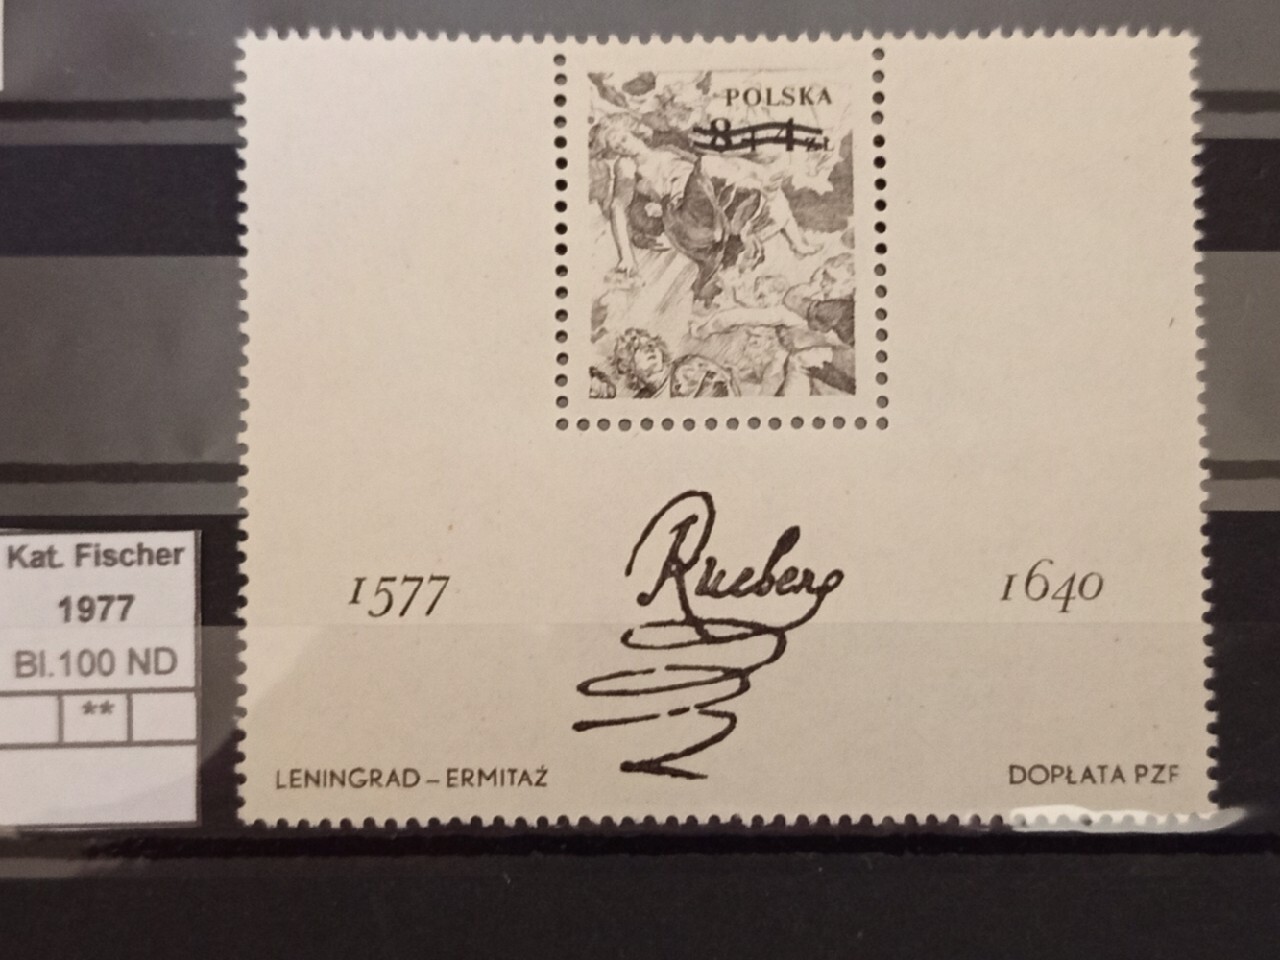 POLSKA
8+4 ZŁ
Kat. Fischer
1977
Bl.100 ND
**
1577
Rubens
1640
LENINGRAD – ERMITAŻ
DOPŁATA PZF